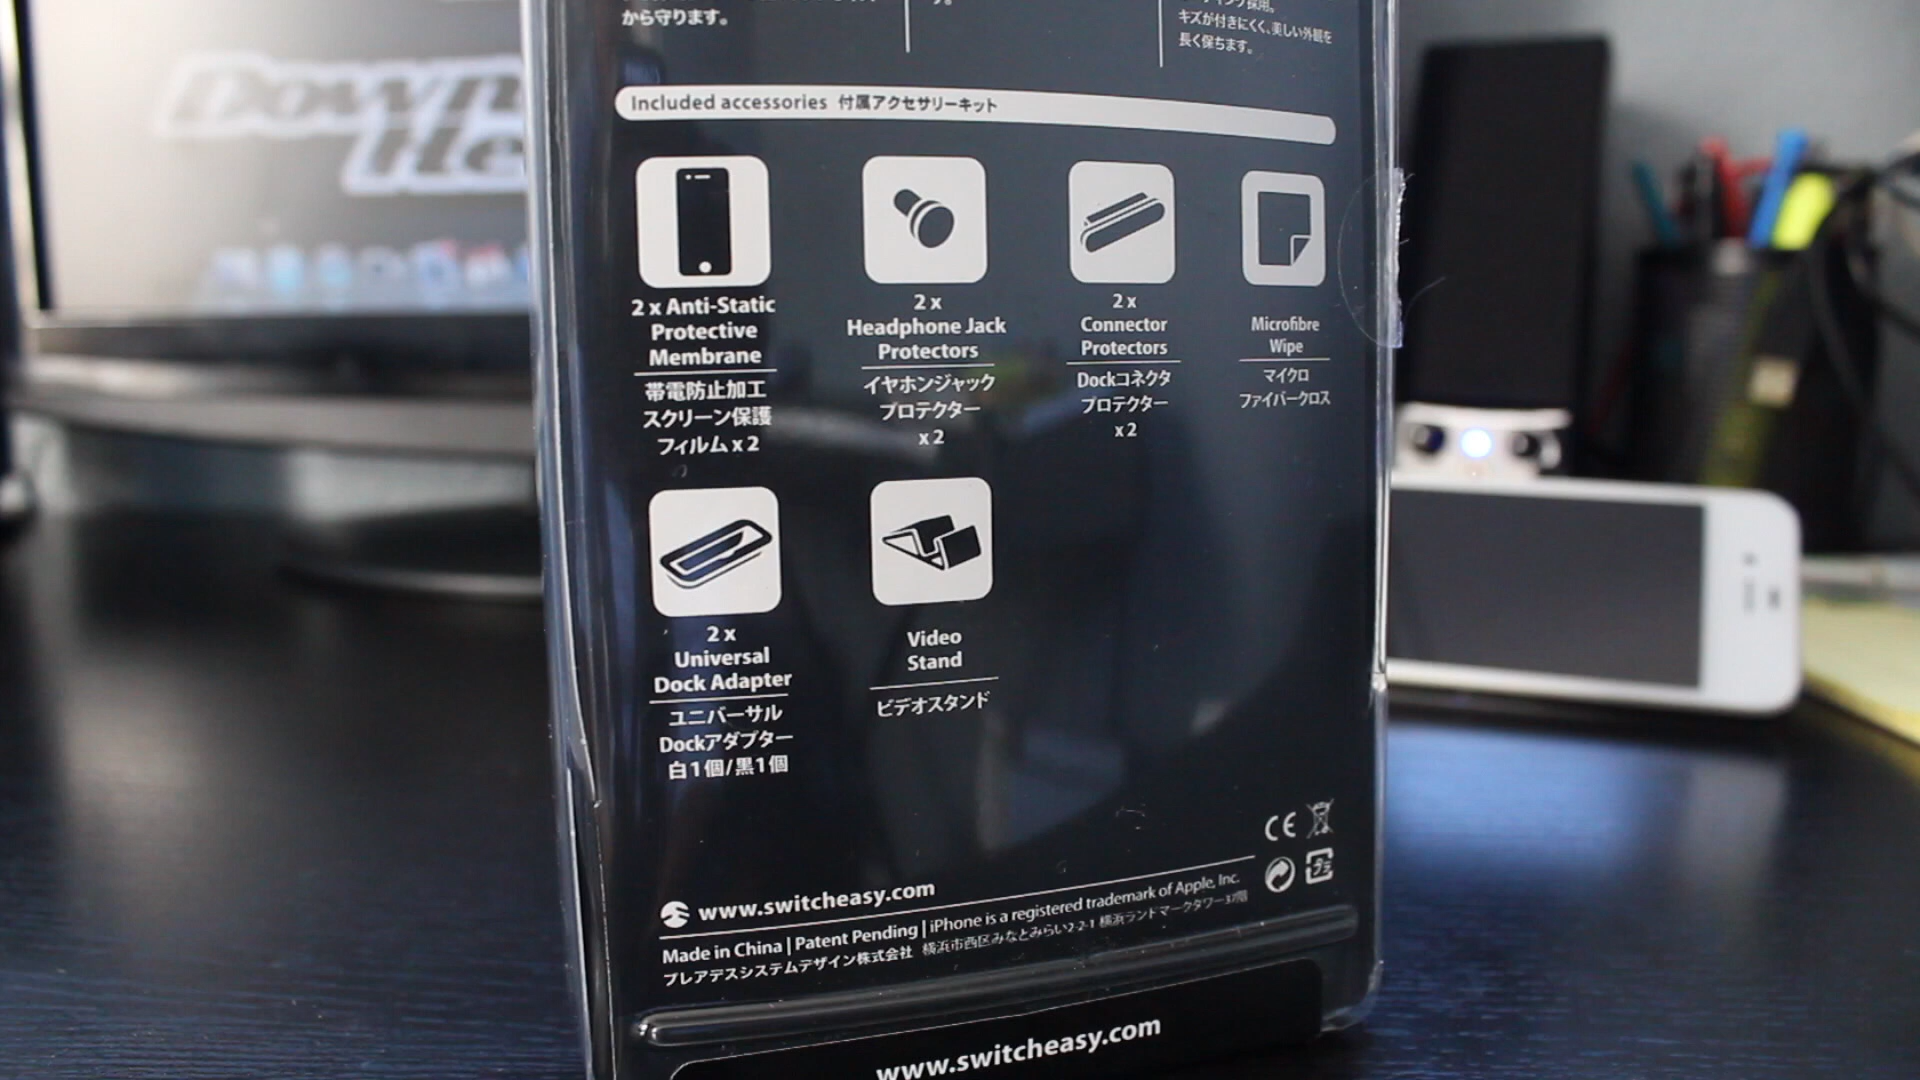 から守ります。
す。
キズが付きにくく、美しい外観を
長く保ちます。
Included accessories 付属アクセサリーキット
2 x Anti-Static
Protective
Membrane
帯電防止加工
スクリーン保護
フィルム x 2
2 x
Headphone Jack
Protectors
イヤホンジャック
プロテクター
x 2
2 x
Connector
Protectors
Dockコネクタ
プロテクター
x 2
Microfibre
Wipe
マイクロ
ファイバークロス
2 x
Universal
Dock Adapter
ユニバーサル
Dockアダプター
白1個/黒1個
Video
Stand
ビデオスタンド
CE
プラ
www.switcheasy.com
Made in China | Patent Pending | iPhone is a registered trademark of Apple, Inc.
プレアデスシステムデザイン株式会社 横浜市西区みなとみらい2-2-1 横浜ランドマークタワー37階
www.switcheasy.com
Down
He